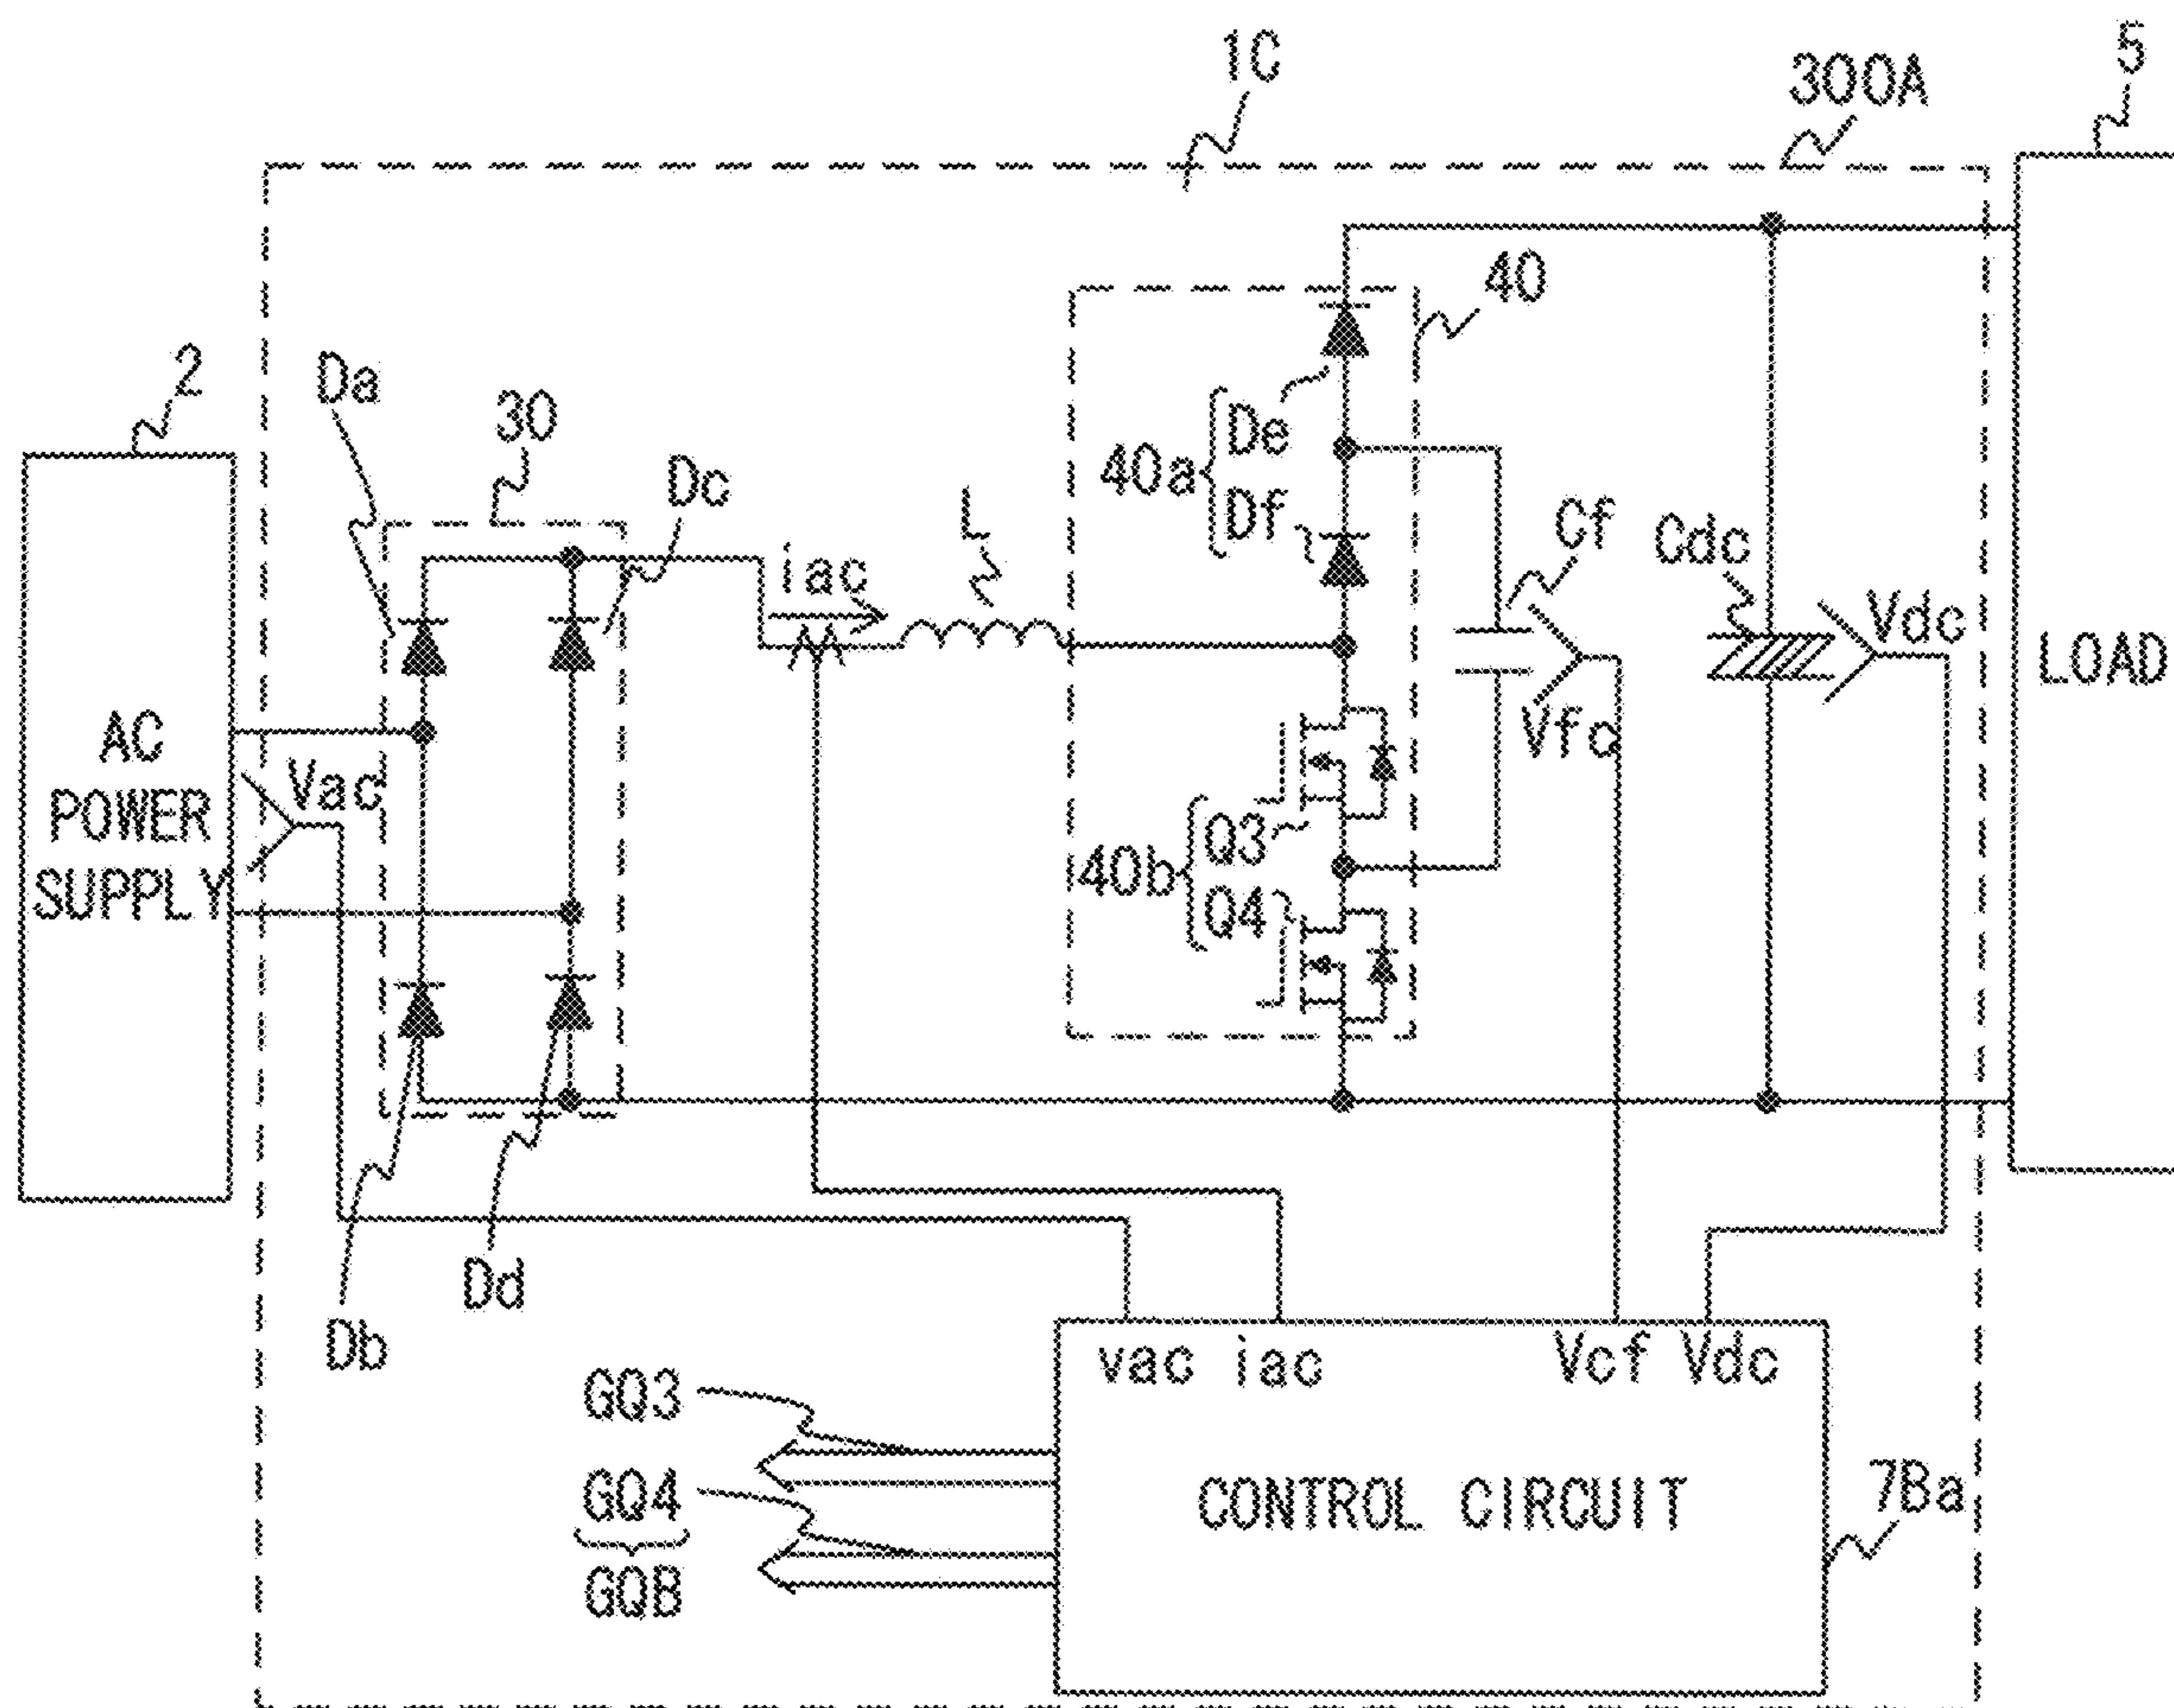 1C
300A
5
2
Da
30
Dc
40
40a
De
Df
L
iac
Cf
Cdc
Vdc
Vfc
LOAD
AC
POWER
SUPPLY
Vac
40b
Q3
Q4
Db
Dd
vac iac Vcf Vdc
GQ3
GQ4
GQB
CONTROL CIRCUIT
7Ba